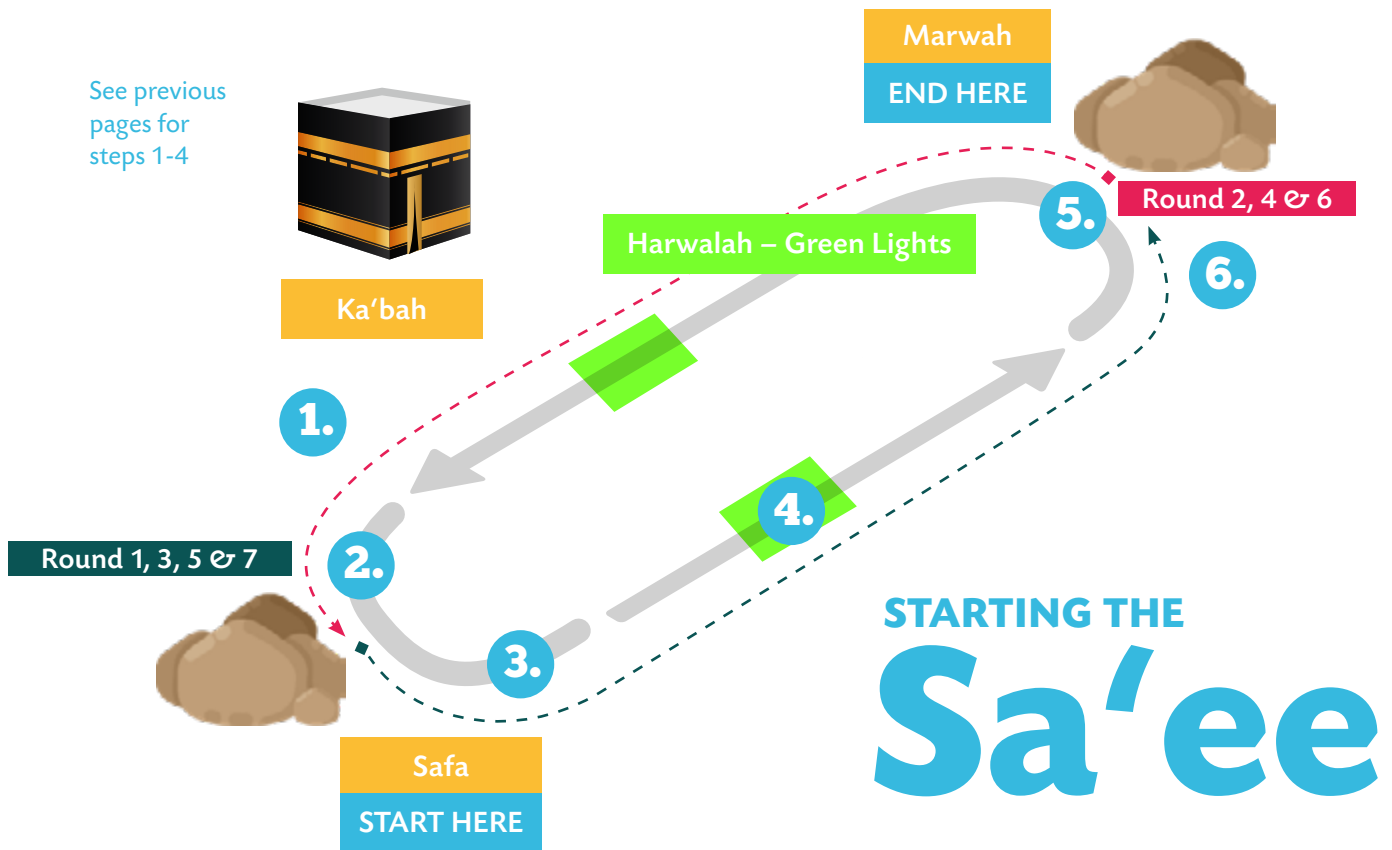 See previous
pages for
steps 1-4
Marwah
END HERE
Round 2, 4 & 6
Harwalah – Green Lights
Ka‘bah
5.
6.
1.
4.
2.
Round 1, 3, 5 & 7
3.
Safa
START HERE
STARTING THE
Sa‘ee